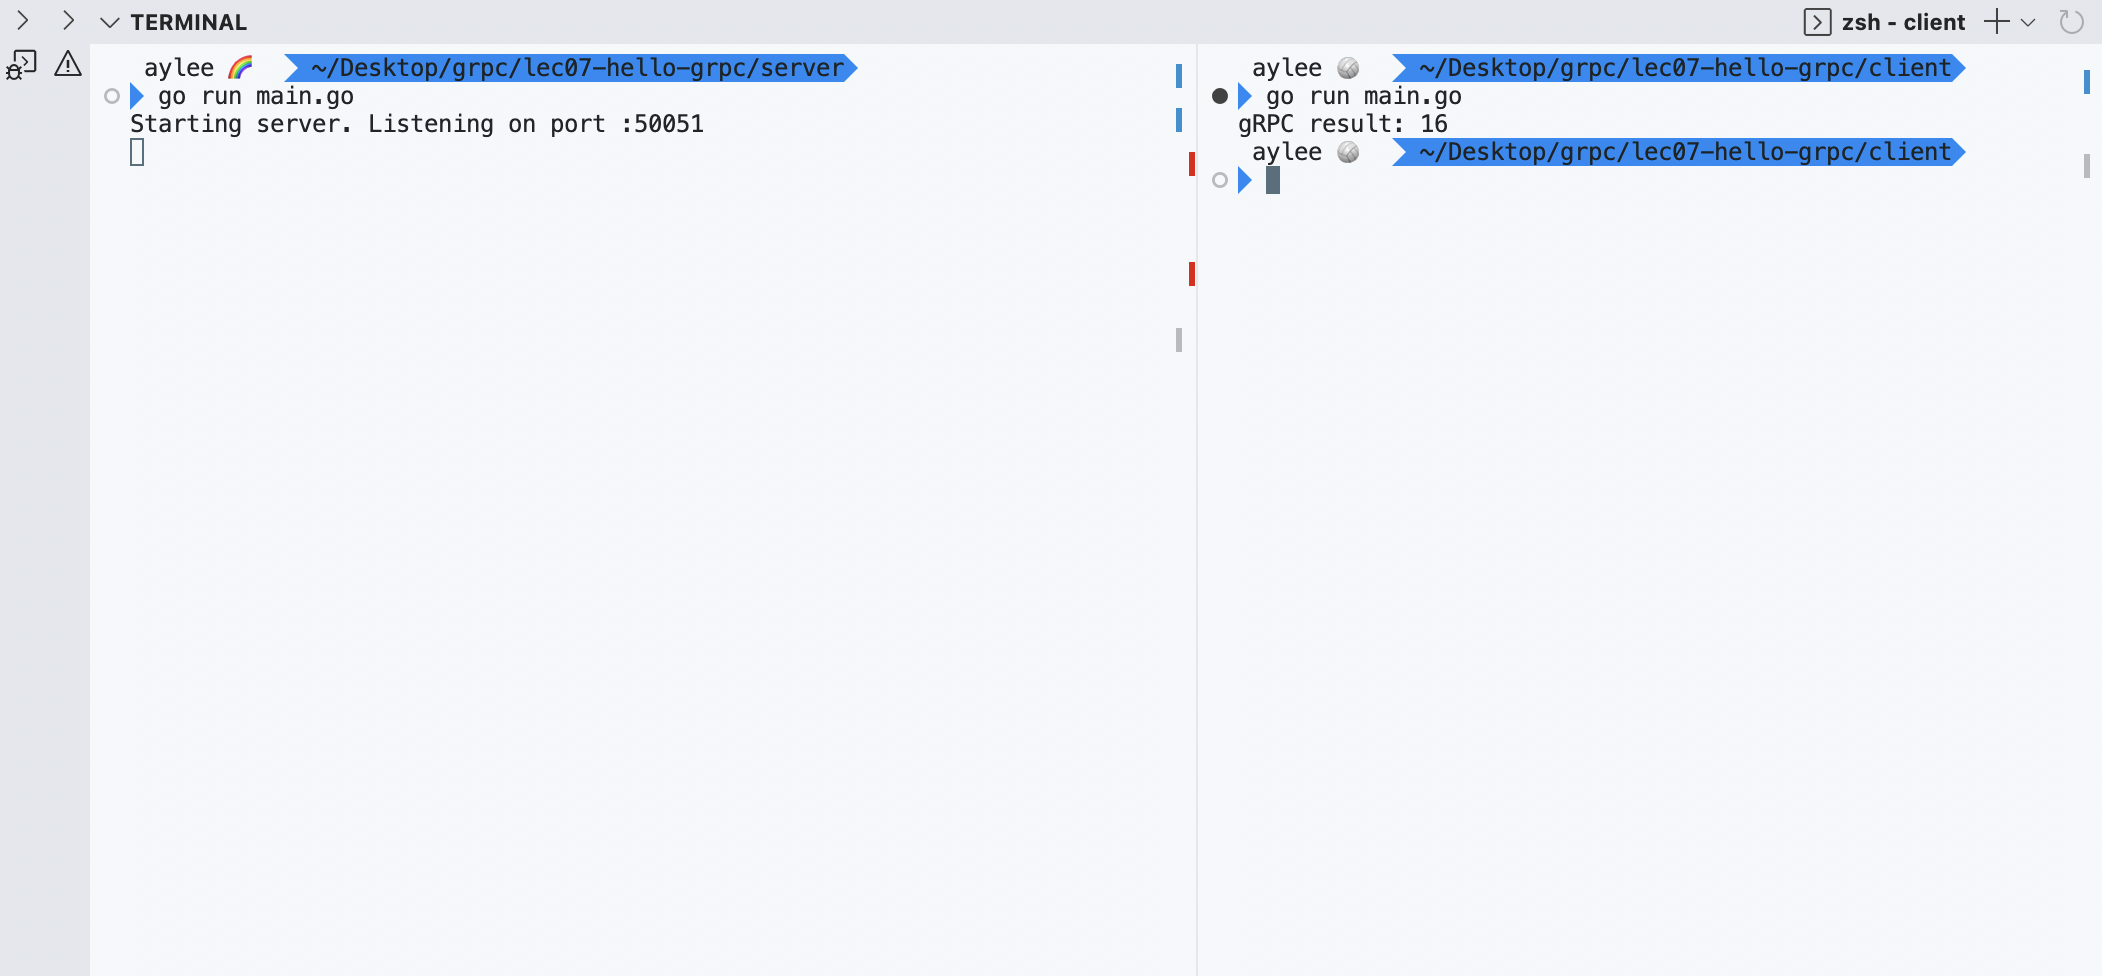 TERMINAL
zsh - client
aylee 🌈 ~/Desktop/grpc/lec07-hello-grpc/server
go run main.go
Starting server. Listening on port :50051
aylee 🏐 ~/Desktop/grpc/lec07-hello-grpc/client
go run main.go
gRPC result: 16
aylee 🏐 ~/Desktop/grpc/lec07-hello-grpc/client